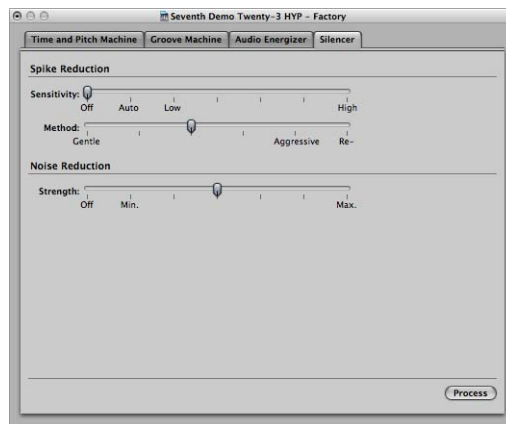 Seventh Demo Twenty-3 HYP - Factory
Time and Pitch Machine Groove Machine Audio Energizer Silencer
Spike Reduction
Sensitivity:
Off Auto Low High
Method:
Gentle Aggressive Re-
Noise Reduction
Strength:
Off Min. Max.
Process